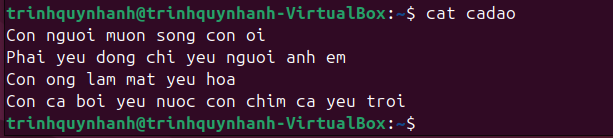 trinhquynhanh@trinhquynhanh-VirtualBox:~$ cat cadao
Con nguoi muon song con oi
Phai yeu dong chi yeu nguoi anh em
Con ong lam mat yeu hoa
Con ca boi yeu nuoc con chim ca yeu troi
trinhquynhanh@trinhquynhanh-VirtualBox:~$